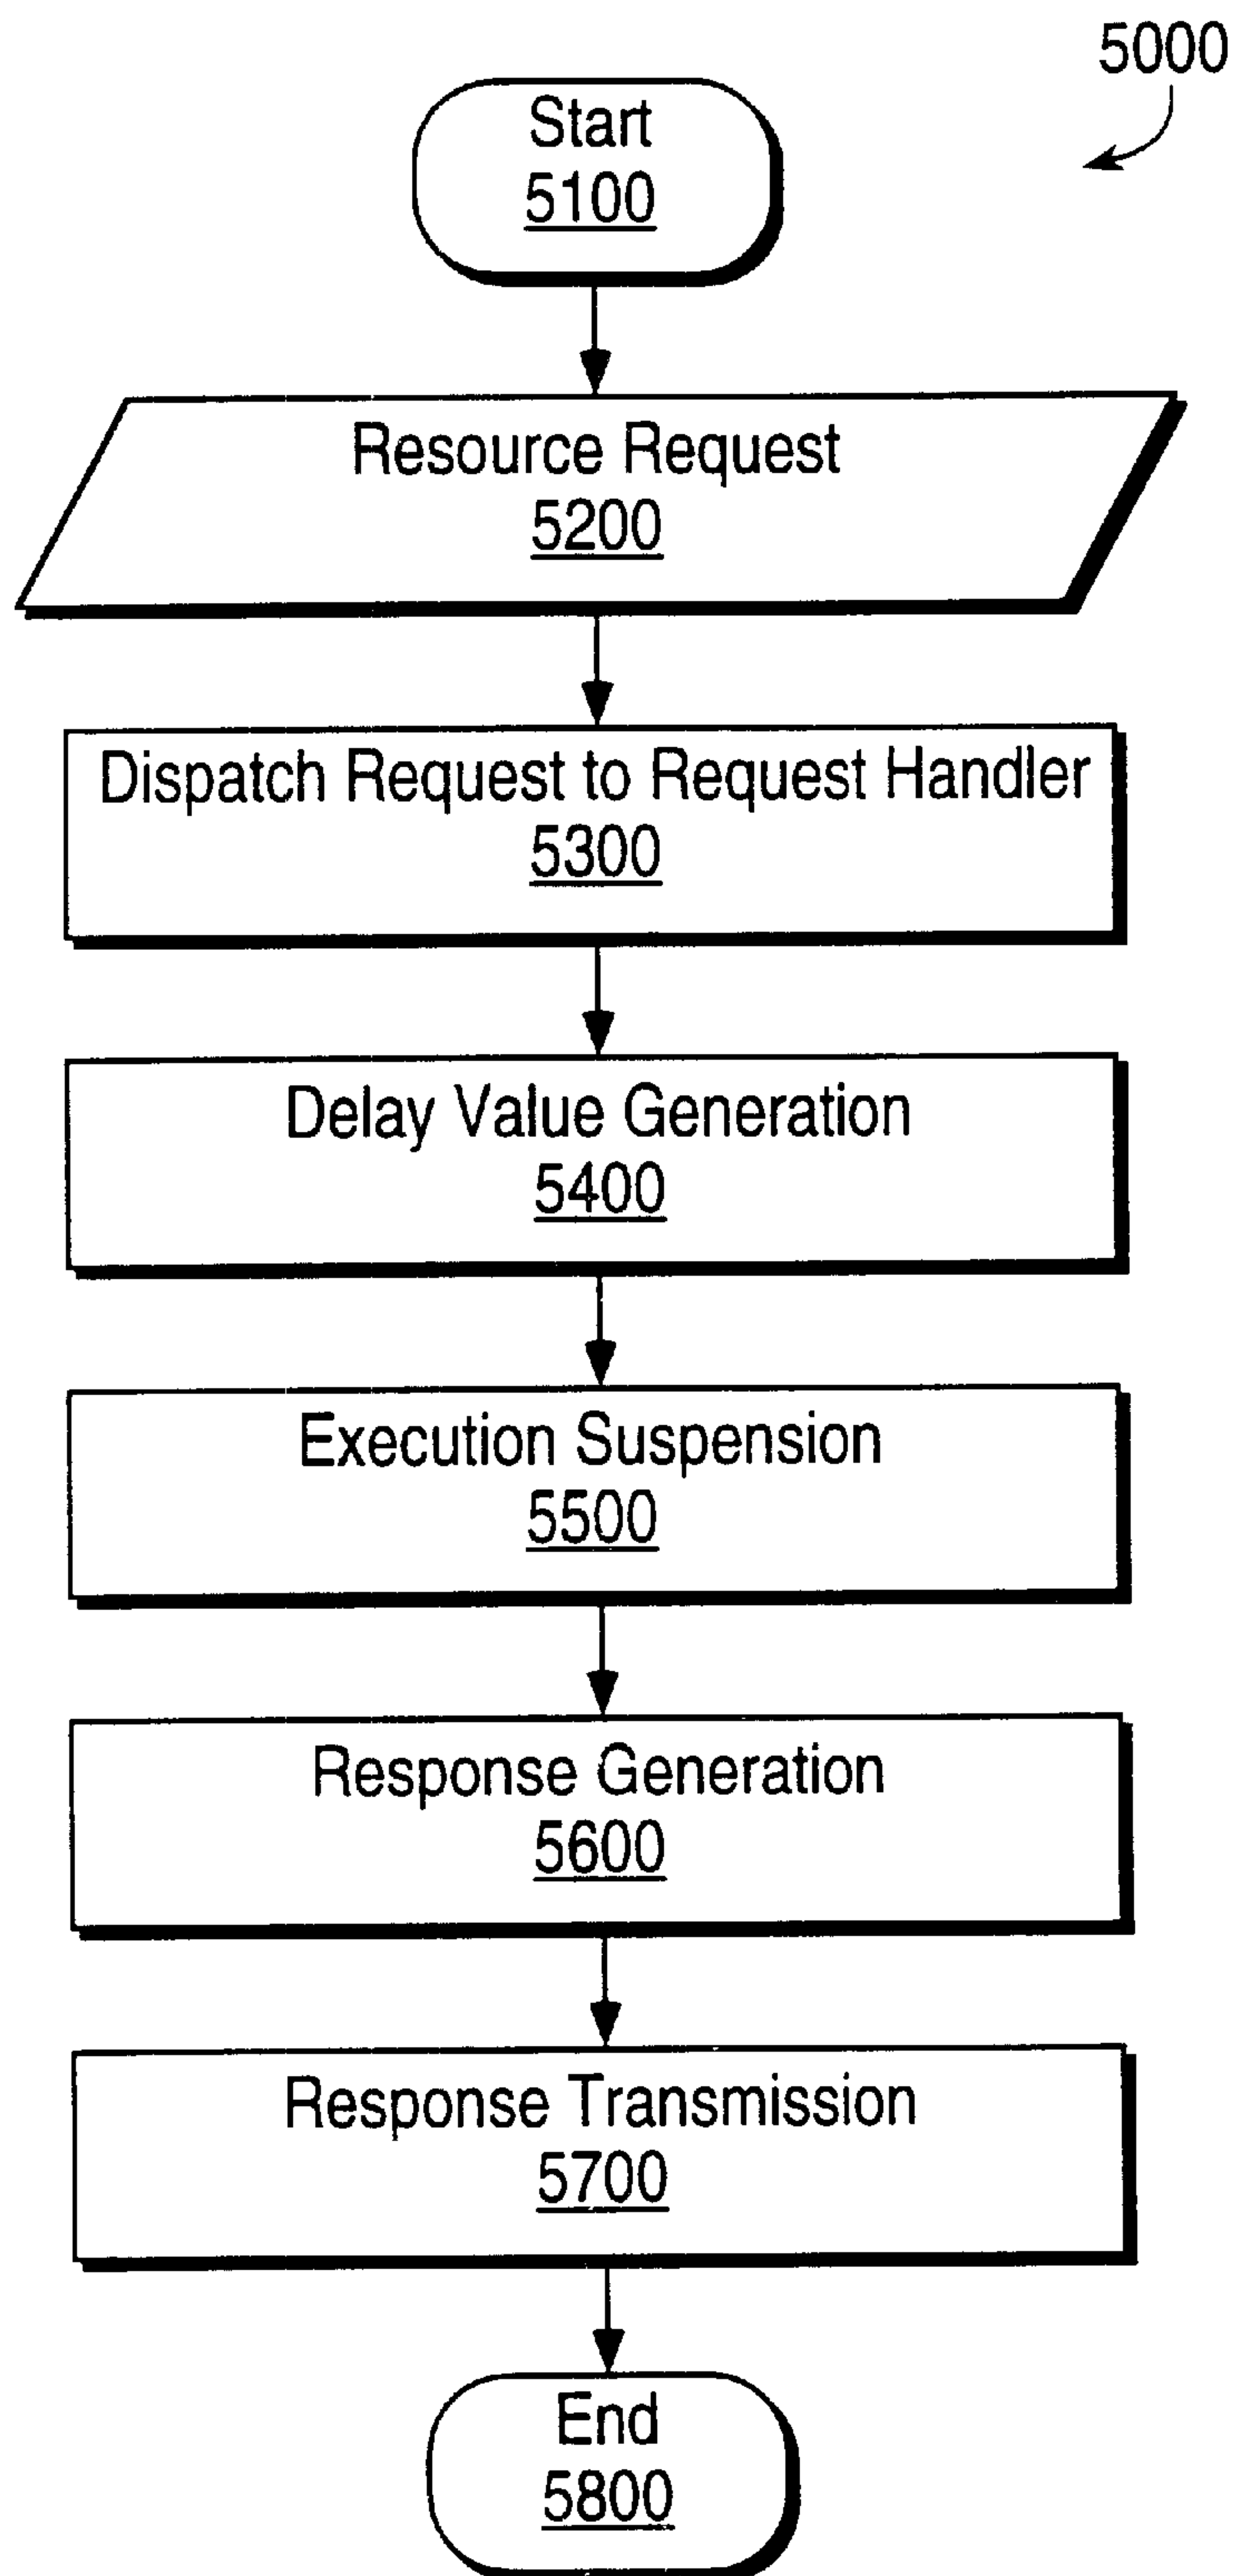 5000
Start
5100
Resource Request
5200
Dispatch Request to Request Handler
5300
Delay Value Generation
5400
Execution Suspension
5500
Response Generation
5600
Response Transmission
5700
End
5800